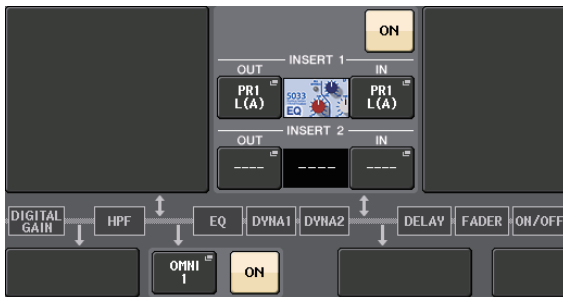 ON
INSERT 1
OUT
IN
PR1
L(A)
5033
EQ
PR1
L(A)
INSERT 2
OUT
IN
----
----
----
DIGITAL
GAIN
HPF
EQ
DYNA1
DYNA2
DELAY
FADER
ON/OFF
OMNI
1
ON